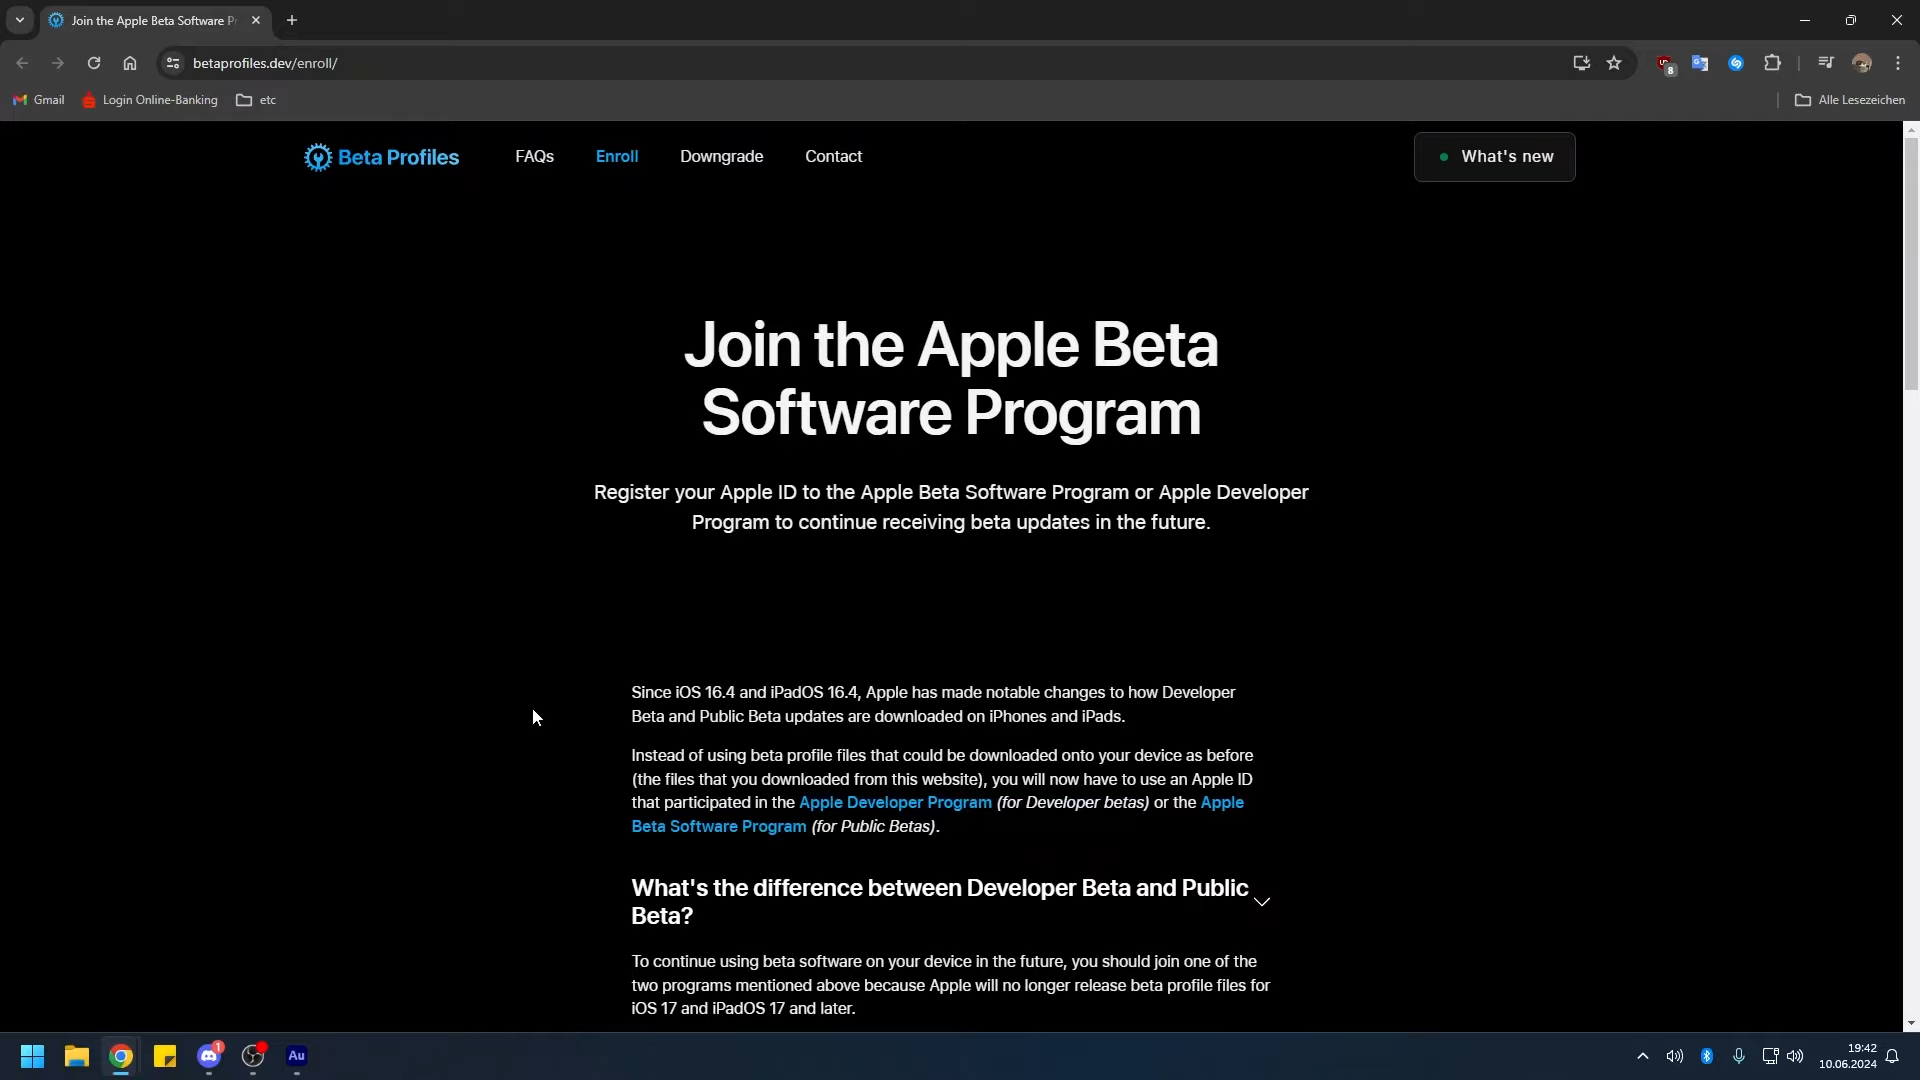 Join the Apple Beta Software Pr
betaprofiles.dev/enroll/
8
Gmail
Login Online-Banking
etc
Alle Lesezeichen
Beta Profiles
FAQs
Enroll
Downgrade
Contact
What's new
Join the Apple Beta
Software Program
Register your Apple ID to the Apple Beta Software Program or Apple Developer
Program to continue receiving beta updates in the future.
Since iOS 16.4 and iPadOS 16.4, Apple has made notable changes to how Developer
Beta and Public Beta updates are downloaded on iPhones and iPads.
Instead of using beta profile files that could be downloaded onto your device as before
(the files that you downloaded from this website), you will now have to use an Apple ID
that participated in the Apple Developer Program (for Developer betas) or the Apple
Beta Software Program (for Public Betas).
What's the difference between Developer Beta and Public
Beta?
To continue using beta software on your device in the future, you should join one of the
two programs mentioned above because Apple will no longer release beta profile files for
iOS 17 and iPadOS 17 and later.
1
Au
19:42
10.06.2024